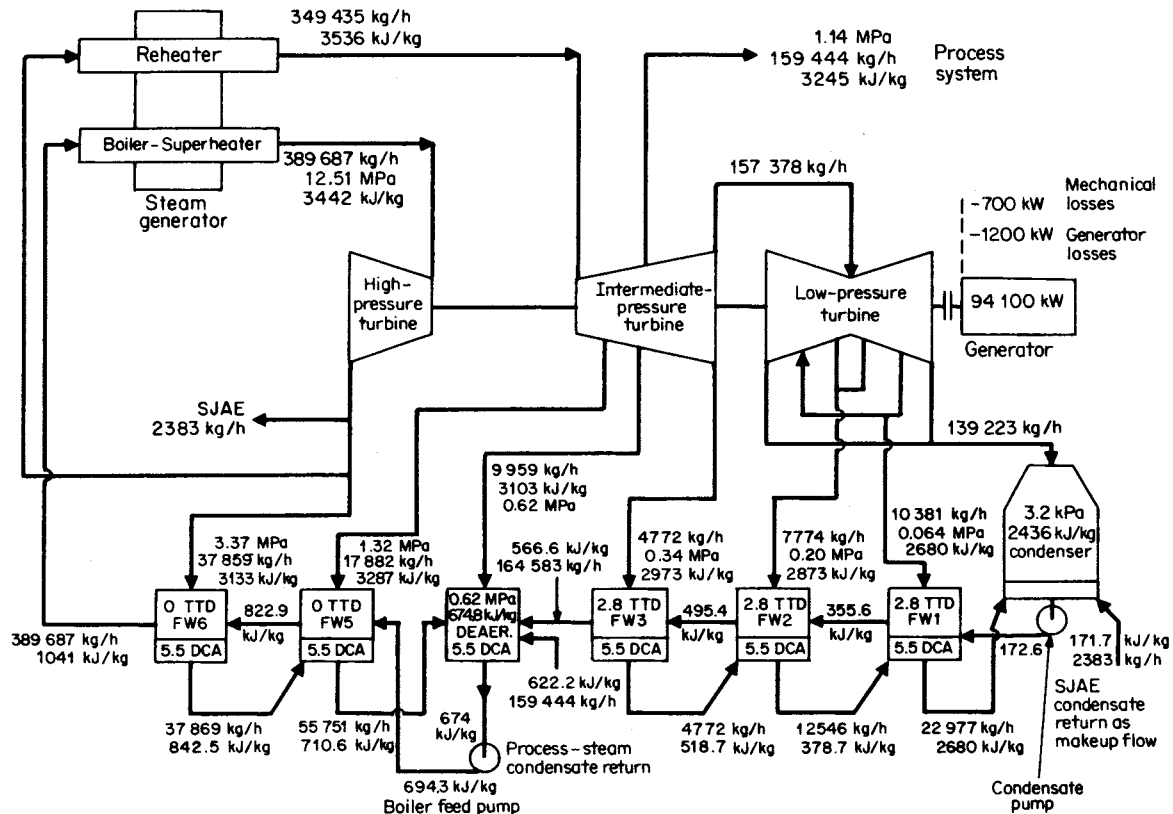 349 435 kg/h
3536 kJ/kg
Reheater
1.14 MPa
159 444 kg/h
3245 kJ/kg
Process
system
Boiler-Superheater
389 687 kg/h
12.51 MPa
3442 kJ/kg
Steam
generator
157 378 kg/h
-700 kW
Mechanical
losses
-1200 kW
Generator
losses
High-
pressure
turbine
Intermediate-
pressure
turbine
Low-pressure
turbine
94 100 kW
Generator
SJAE
2383 kg/h
139 223 kg/h
9 959 kg/h
3103 kJ/kg
0.62 MPa
3.37 MPa
37 859 kg/h
3133 kJ/kg
1.32 MPa
17 882 kg/h
3287 kJ/kg
566.6 kJ/kg
164 583 kg/h
4772 kg/h
0.34 MPa
2973 kJ/kg
7774 kg/h
0.20 MPa
2873 kJ/kg
10 381 kg/h
0.064 MPa
2680 kJ/kg
3.2 kPa
2436 kJ/kg
condenser
0 TTD
FW6
5.5 DCA
822.9
kJ/kg
0 TTD
FW5
5.5 DCA
0.62 MPa
674.8 kJ/kg
DEAER.
5.5 DCA
2.8 TTD
FW3
5.5 DCA
495.4
kJ/kg
2.8 TTD
FW2
5.5 DCA
355.6
kJ/kg
2.8 TTD
FW1
5.5 DCA
172.6
171.7 kJ/kg
2383 kg/h
389 687 kg/h
1041 kJ/kg
37 869 kg/h
842.5 kJ/kg
55 751 kg/h
710.6 kJ/kg
674
kJ/kg
622.2 kJ/kg
159 444 kg/h
Process-steam
condensate return
694.3 kJ/kg
Boiler feed pump
4772 kg/h
518.7 kJ/kg
12546 kg/h
378.7 kJ/kg
22 977 kg/h
2680 kJ/kg
SJAE
condensate
return as
makeup flow
Condensate
pump